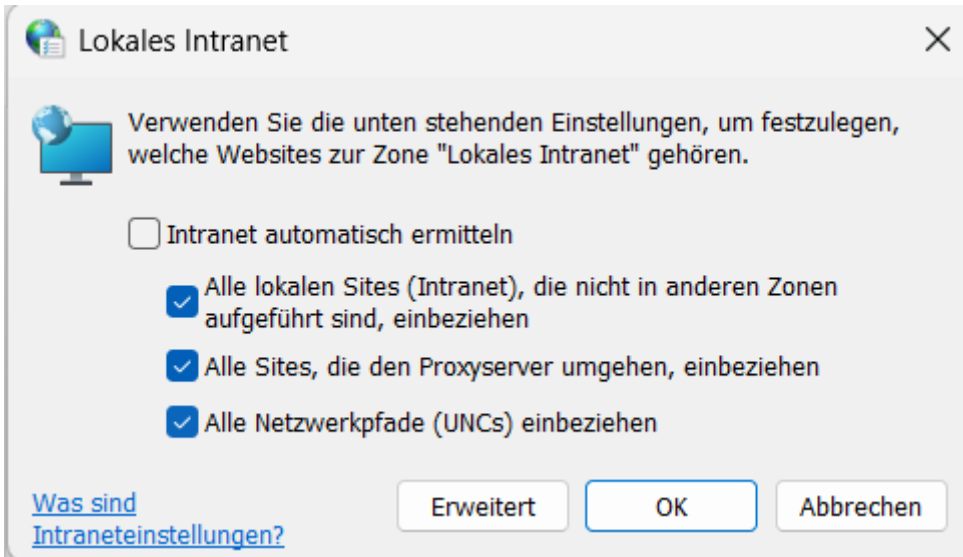 Lokales Intranet
Verwenden Sie die unten stehenden Einstellungen, um festzulegen,
welche Websites zur Zone "Lokales Intranet" gehören.
Intranet automatisch ermitteln
Alle lokalen Sites (Intranet), die nicht in anderen Zonen
aufgeführt sind, einbeziehen
Alle Sites, die den Proxyserver umgehen, einbeziehen
Alle Netzwerkpfade (UNCs) einbeziehen
Was sind
Intraneteinstellungen?
Erweitert
OK
Abbrechen